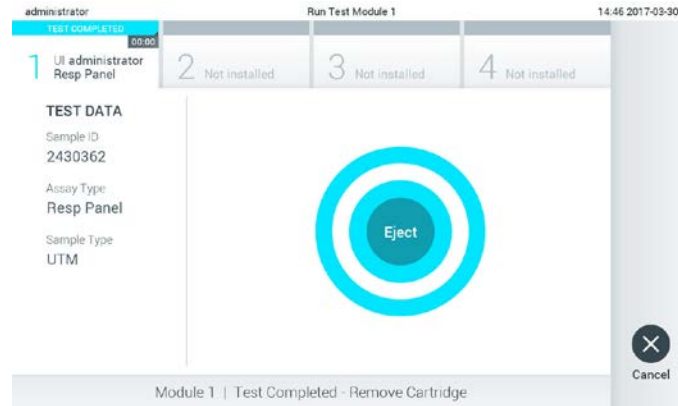 administrator Run Test Module 1 14:46 2017-03-30
TEST COMPLETED
00:00
1 UI administrator
Resp Panel
2 Not installed
3 Not installed
4 Not installed
TEST DATA
Sample ID
2430362
Assay Type
Resp Panel
Sample Type
UTM
Eject
Cancel
Module 1 | Test Completed - Remove Cartridge